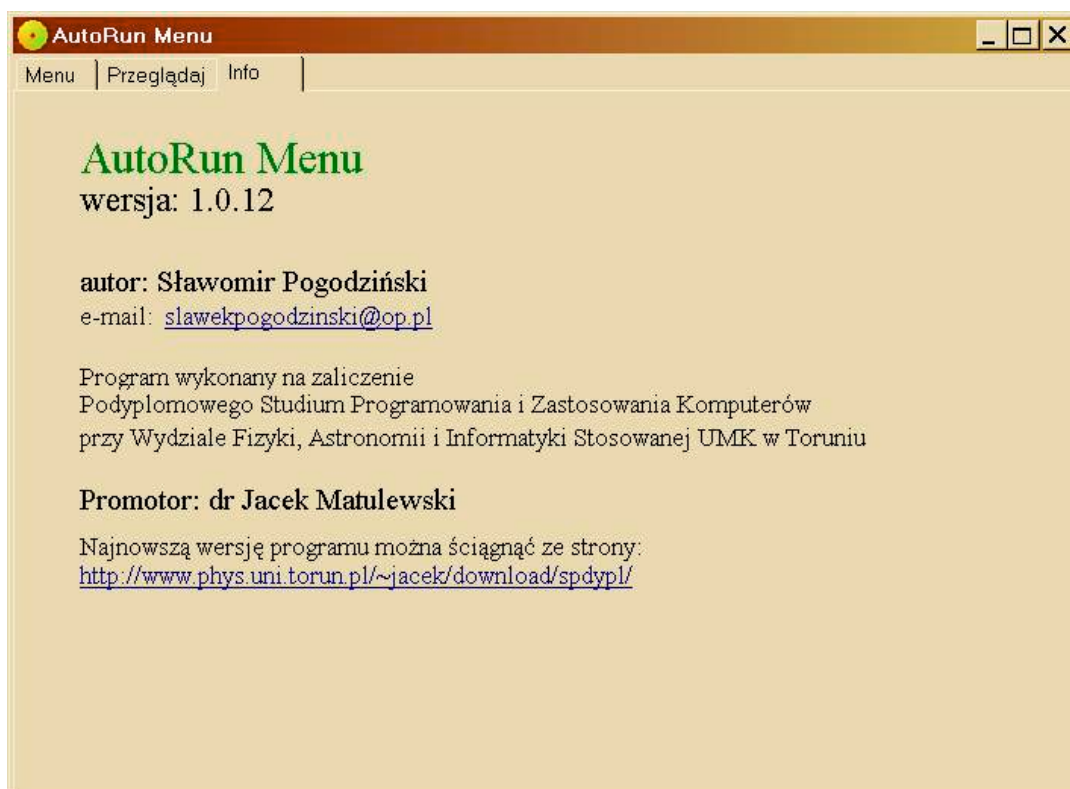 AutoRun Menu
Menu Przeglądaj Info
AutoRun Menu
wersja: 1.0.12
autor: Sławomir Pogodziński
e-mail: slawekpogodzinski@op.pl
Program wykonany na zaliczenie
Podyplomowego Studium Programowania i Zastosowania Komputerów
przy Wydziale Fizyki, Astronomii i Informatyki Stosowanej UMK w Toruniu
Promotor: dr Jacek Matulewski
Najnowszą wersję programu można ściągnąć ze strony:
http://www.phys.uni.torun.pl/~jacek/download/spdypl/